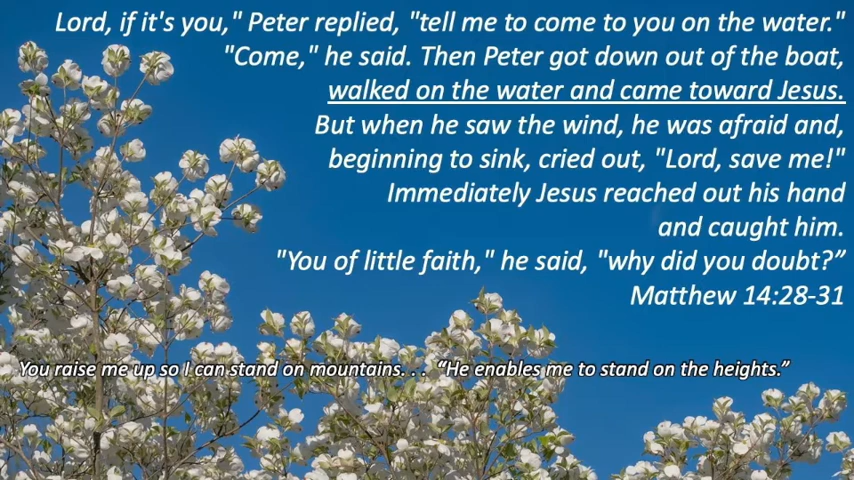 Lord, if it's you," Peter replied, "tell me to come to you on the water."
"Come," he said. Then Peter got down out of the boat,
walked on the water and came toward Jesus.
But when he saw the wind, he was afraid and,
beginning to sink, cried out, "Lord, save me!"
Immediately Jesus reached out his hand
and caught him.
"You of little faith," he said, "why did you doubt?”
Matthew 14:28-31
You raise me up so I can stand on mountains. . . “He enables me to stand on the heights.”